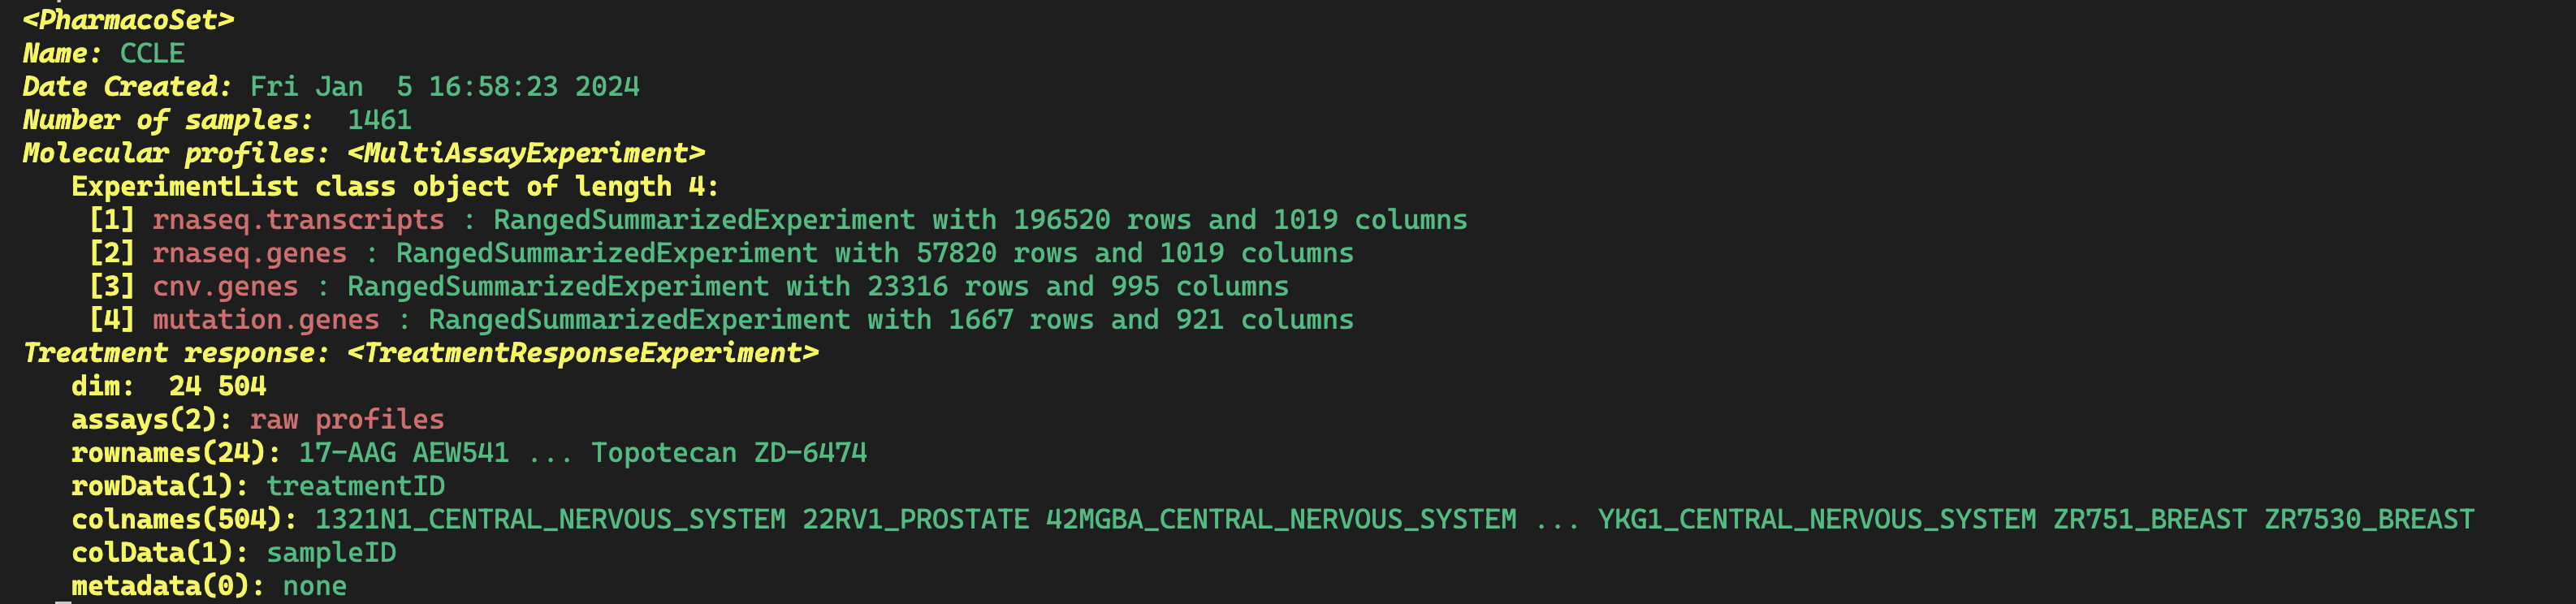 <PharmacoSet>
Name: CCLE
Date Created: Fri Jan  5 16:58:23 2024
Number of samples:  1461
Molecular profiles: <MultiAssayExperiment>
   ExperimentList class object of length 4:
    [1] rnaseq.transcripts : RangedSummarizedExperiment with 196520 rows and 1019 columns
    [2] rnaseq.genes : RangedSummarizedExperiment with 57820 rows and 1019 columns
    [3] cnv.genes : RangedSummarizedExperiment with 23316 rows and 995 columns
    [4] mutation.genes : RangedSummarizedExperiment with 1667 rows and 921 columns
Treatment response: <TreatmentResponseExperiment>
   dim:  24 504
   assays(2): raw profiles
   rownames(24): 17-AAG AEW541 ... Topotecan ZD-6474
   rowData(1): treatmentID
   colnames(504): 1321N1_CENTRAL_NERVOUS_SYSTEM 22RV1_PROSTATE 42MGBA_CENTRAL_NERVOUS_SYSTEM ... YKG1_CENTRAL_NERVOUS_SYSTEM ZR751_BREAST ZR7530_BREAST
   colData(1): sampleID
   metadata(0): none